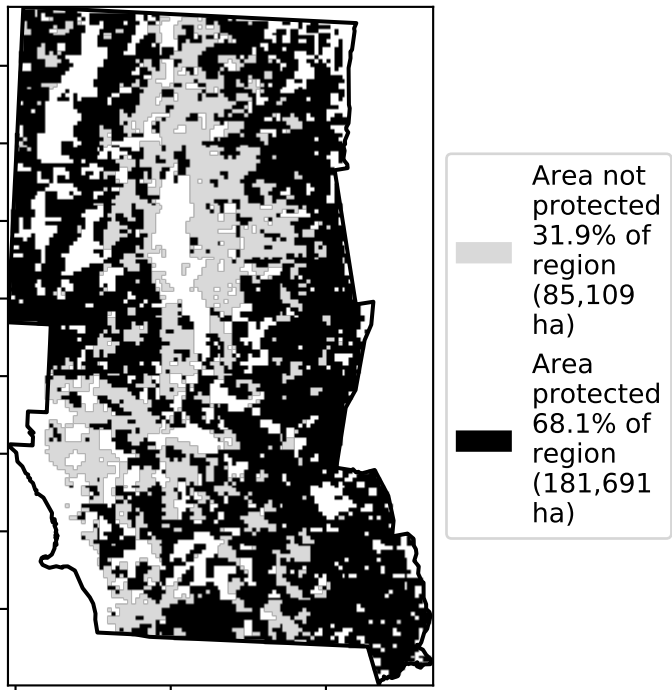 Area not
protected
31.9% of
region
(85,109
ha)
Area
protected
68.1% of
region
(181,691
ha)